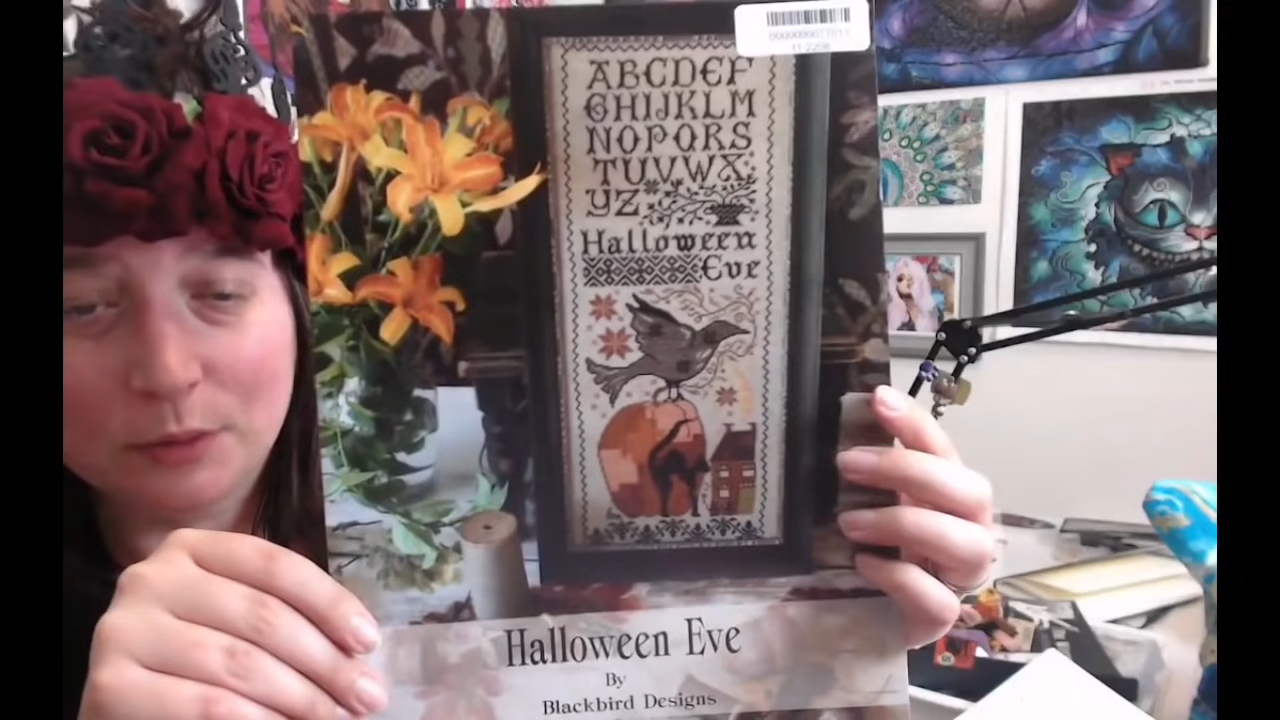 ABCDEF
GHIJKLM
NOPQRS
TUVWX
YZ
Halloween
Eve
Halloween Eve
By
Blackbird Designs